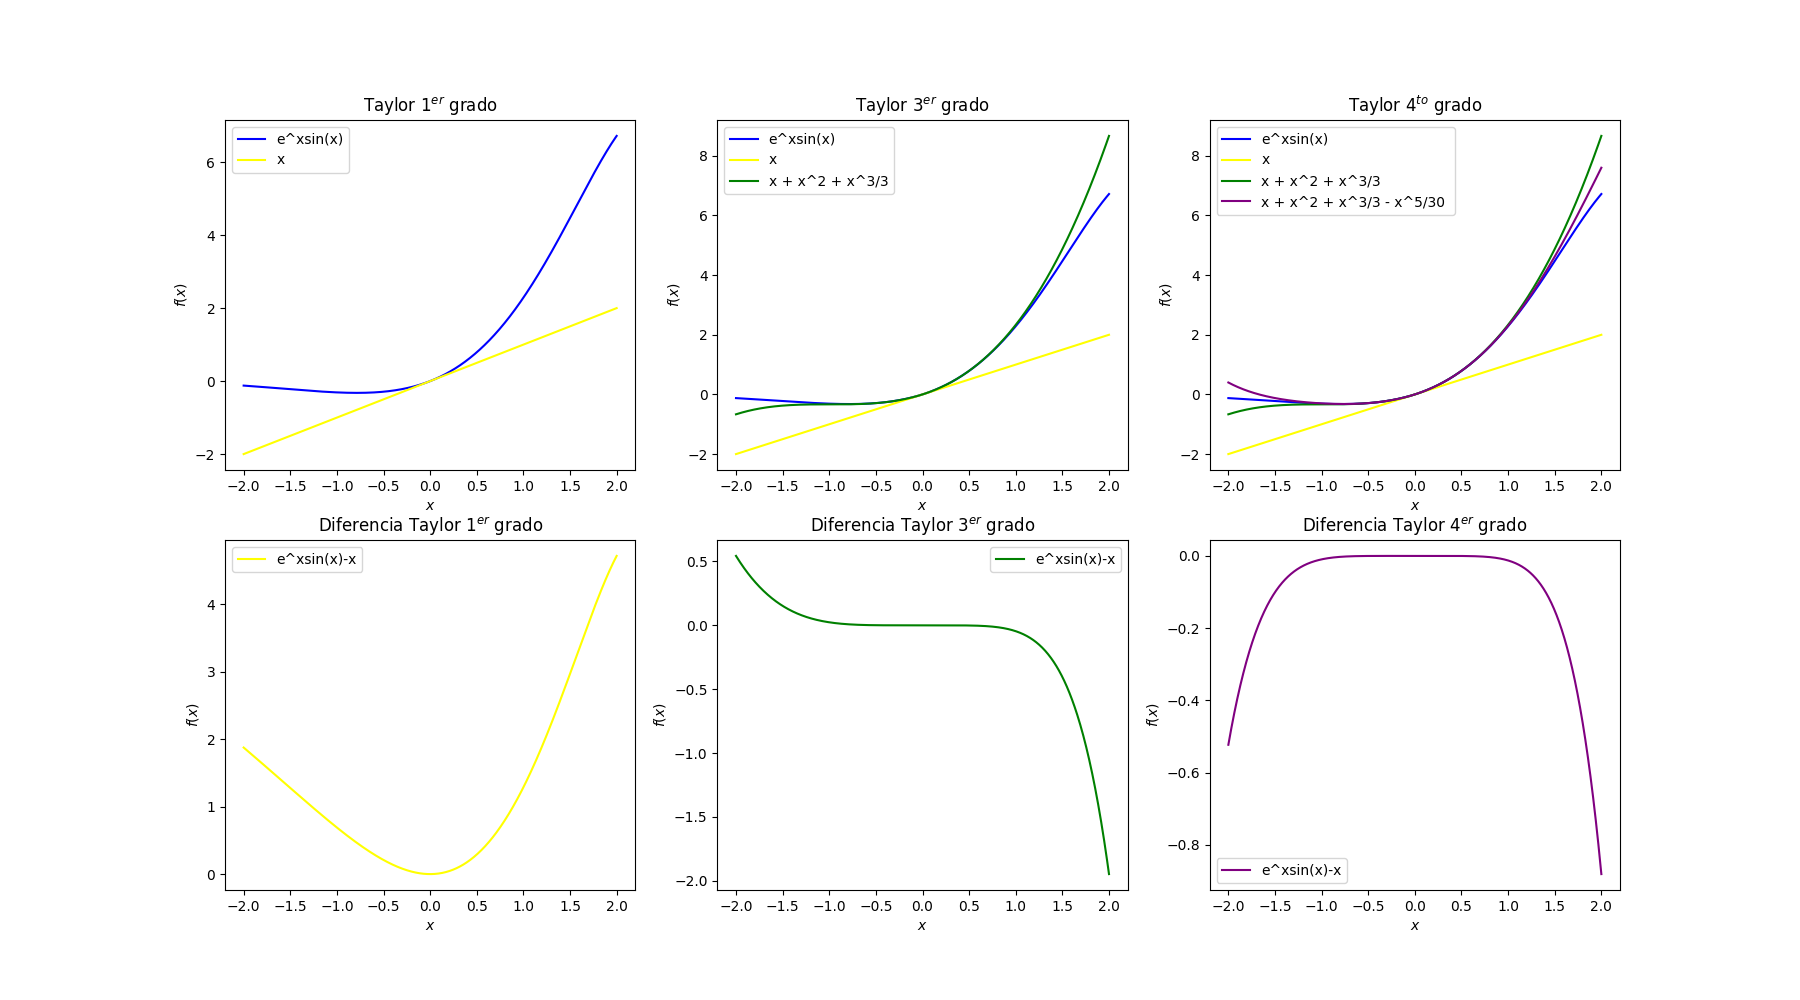 Taylor 1^{er} grado
e^xsin(x)
x
6
4
2
0
−2
f(x)
−2.0 −1.5 −1.0 −0.5 0.0 0.5 1.0 1.5 2.0
x
Taylor 3^{er} grado
e^xsin(x)
x
x + x^2 + x^3/3
8
6
4
2
0
−2
f(x)
−2.0 −1.5 −1.0 −0.5 0.0 0.5 1.0 1.5 2.0
x
Taylor 4^{to} grado
e^xsin(x)
x
x + x^2 + x^3/3
x + x^2 + x^3/3 - x^5/30
8
6
4
2
0
−2
f(x)
−2.0 −1.5 −1.0 −0.5 0.0 0.5 1.0 1.5 2.0
x
Diferencia Taylor 1^{er} grado
e^xsin(x)-x
4
3
2
1
0
f(x)
−2.0 −1.5 −1.0 −0.5 0.0 0.5 1.0 1.5 2.0
x
Diferencia Taylor 3^{er} grado
e^xsin(x)-x
0.5
0.0
−0.5
−1.0
−1.5
−2.0
f(x)
−2.0 −1.5 −1.0 −0.5 0.0 0.5 1.0 1.5 2.0
x
Diferencia Taylor 4^{er} grado
0.0
−0.2
−0.4
−0.6
−0.8
f(x)
e^xsin(x)-x
−2.0 −1.5 −1.0 −0.5 0.0 0.5 1.0 1.5 2.0
x